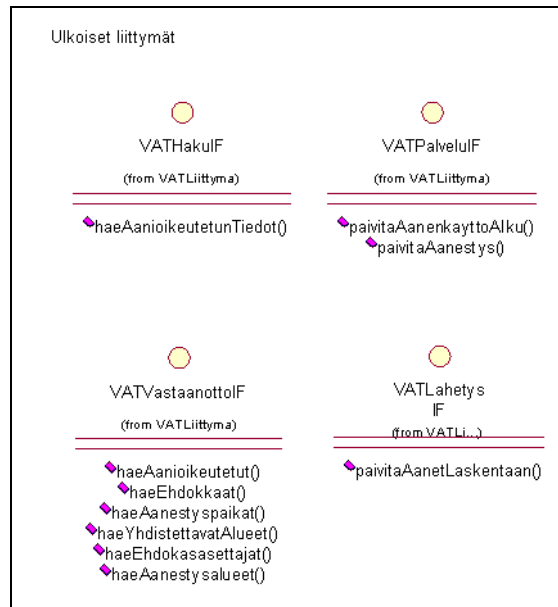 Ulkoiset liittymät
VATHakuIF
(from VATLiittyma)
haeAanioikeutetunTiedot()
VATPalveluIF
(from VATLiittyma)
paivitaAanenkayttoAlku()
paivitaAanestys()
VATVastaanottoIF
(from VATLiittyma)
haeAanioikeutetut()
haeEhdokkaat()
haeAanestyspaikat()
haeYhdistettavatAlueet()
haeEhdokasasettajat()
haeAanestysalueet()
VATLahetys
IF
(from VATLi...)
paivitaAanetLaskentaan()